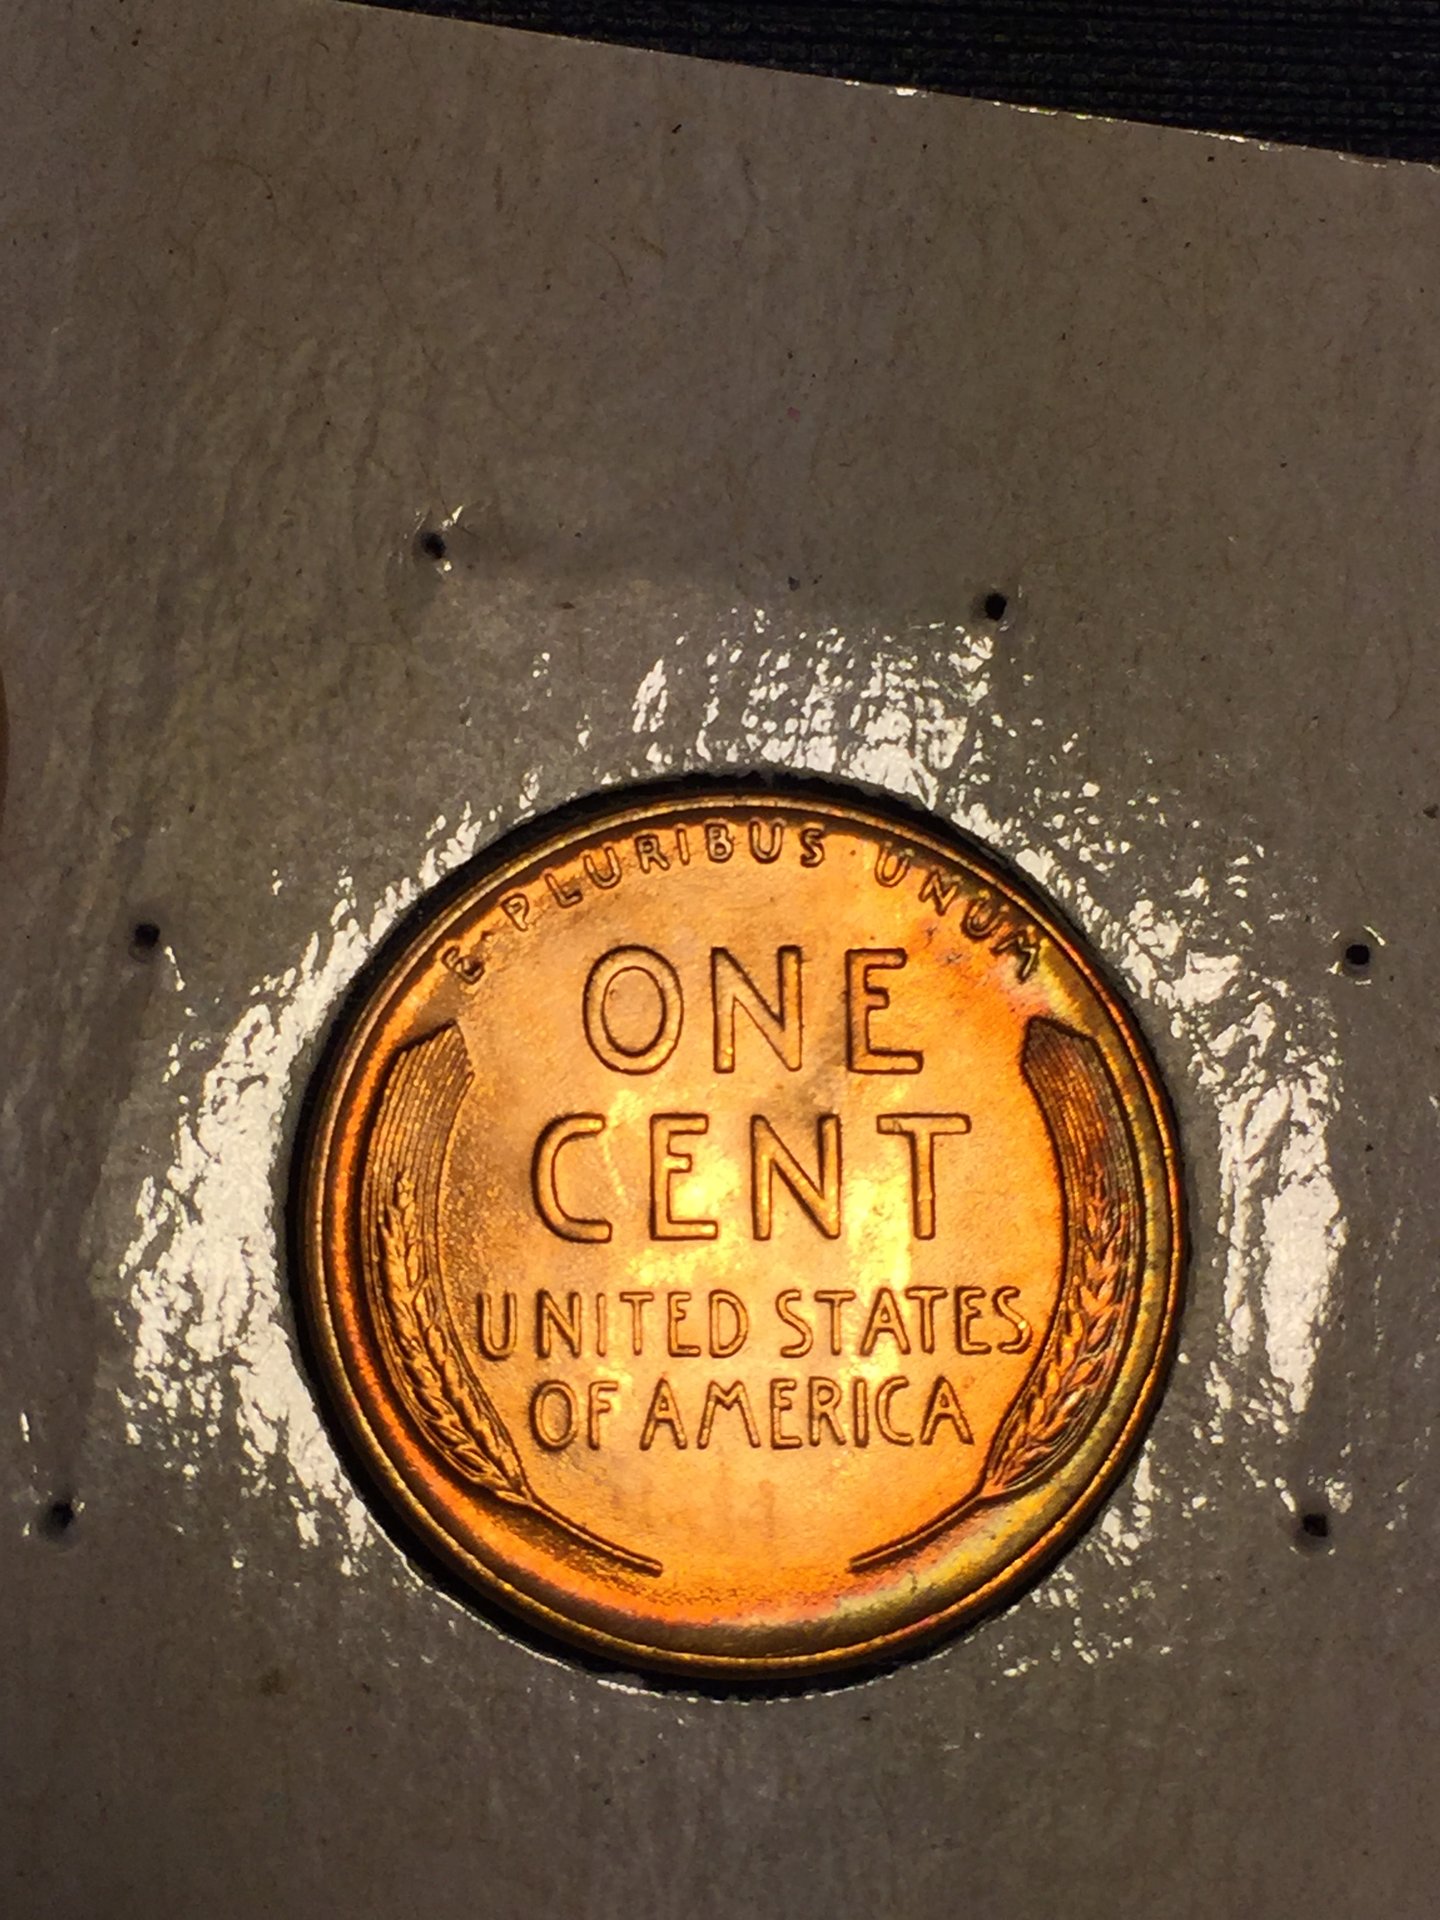 E·PLURIBUS UNUM
ONE
CENT
UNITED STATES
OF AMERICA